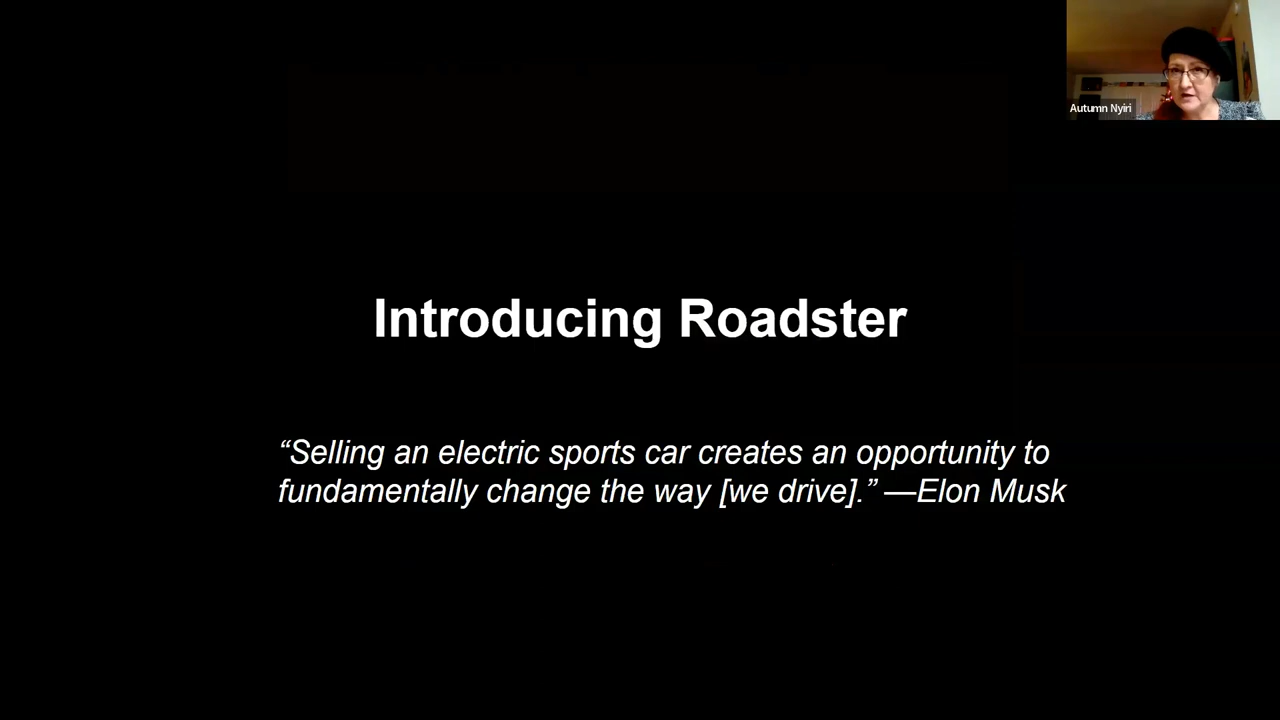 Autumn Nyiri
Introducing Roadster
“Selling an electric sports car creates an opportunity to
fundamentally change the way [we drive].” —Elon Musk